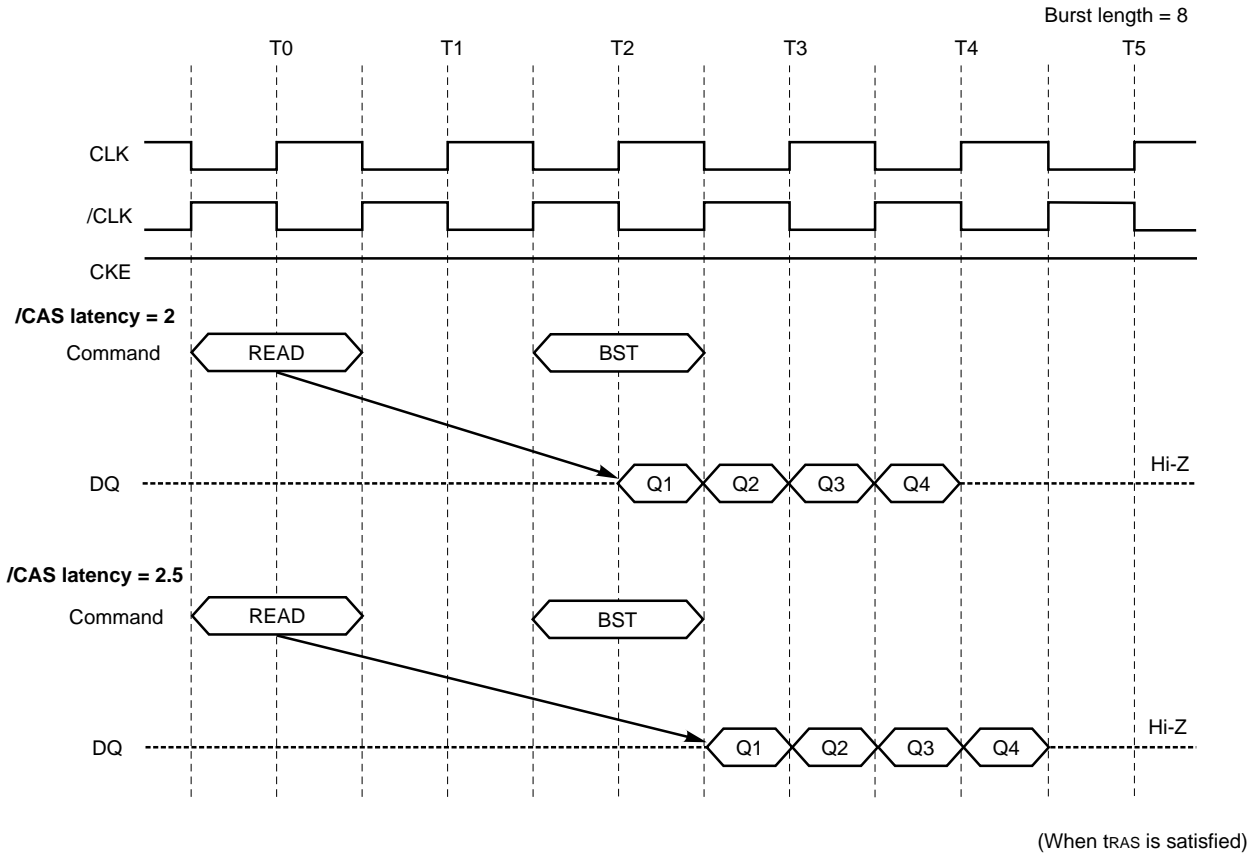 Burst length = 8
T0 T1 T2 T3 T4 T5
CLK
/CLK
CKE
/CAS latency = 2
Command READ BST
DQ Q1 Q2 Q3 Q4 Hi-Z
/CAS latency = 2.5
Command READ BST
DQ Q1 Q2 Q3 Q4 Hi-Z
(When tRAS is satisfied)